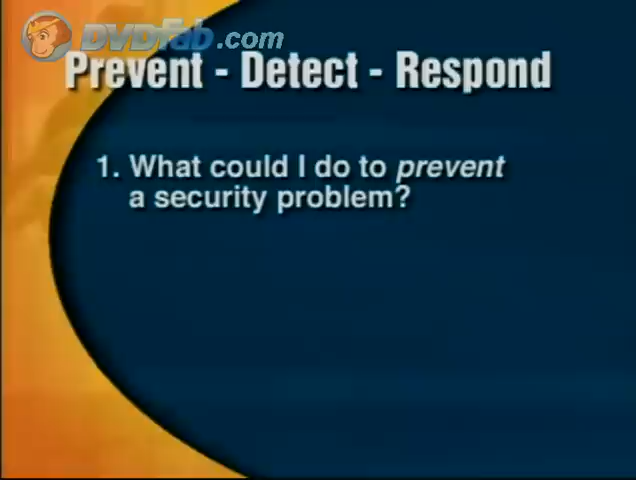 DVDFab.com
Prevent - Detect - Respond
1. What could I do to prevent
a security problem?